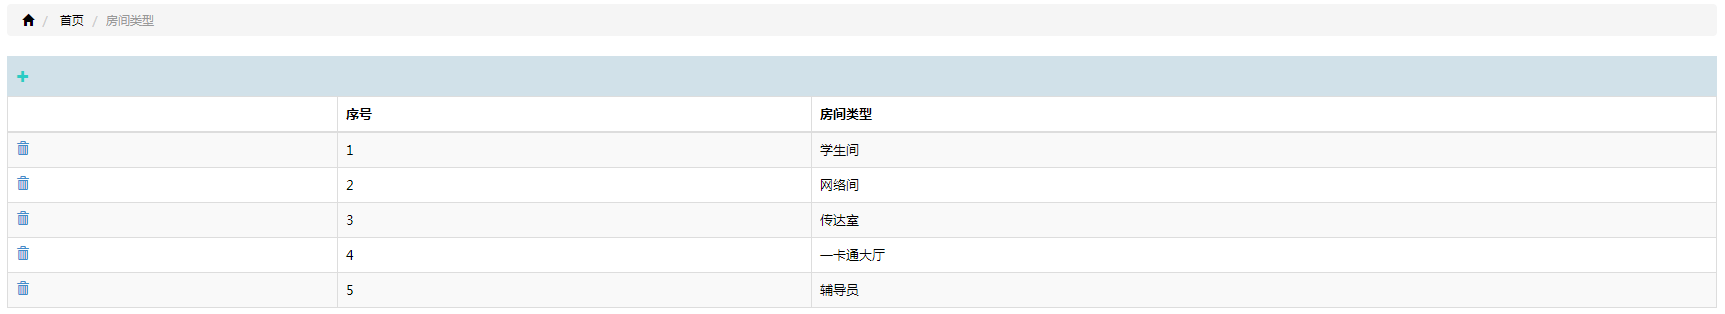 / 首页 / 房间类型
序号 房间类型
1 学生间
2 网络间
3 传达室
4 一卡通大厅
5 辅导员